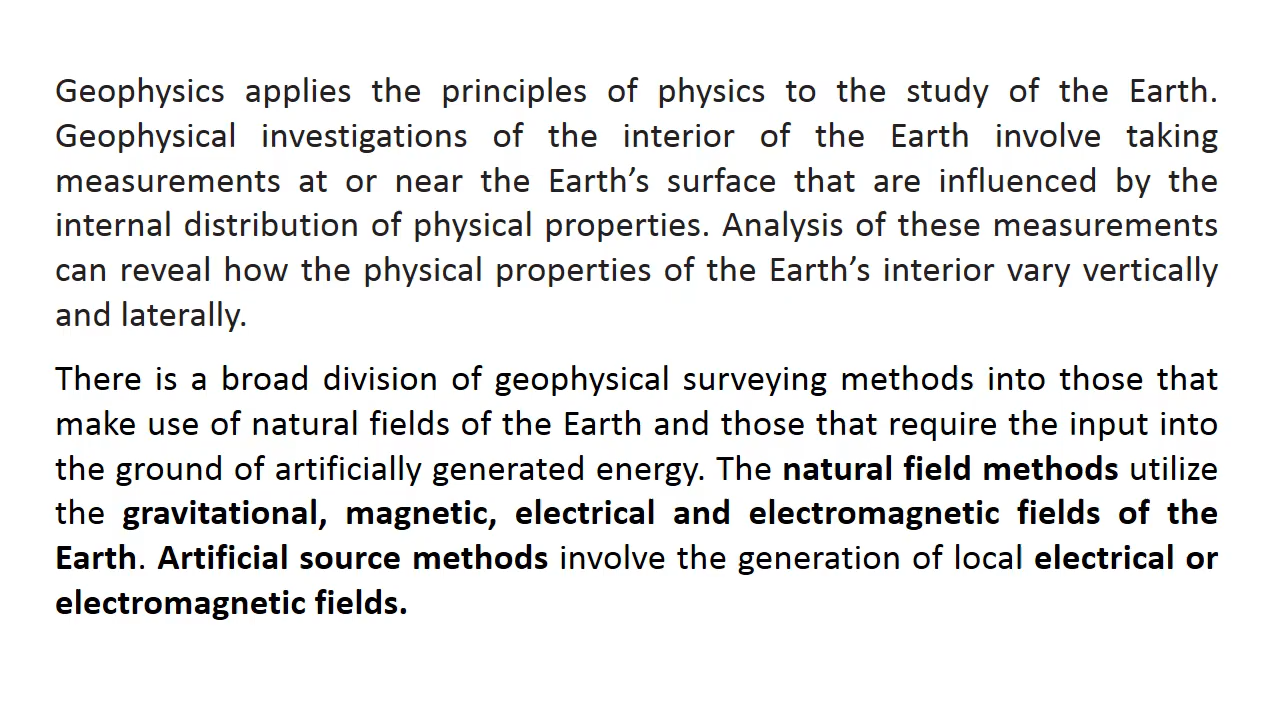 Geophysics applies the principles of physics to the study of the Earth.
Geophysical investigations of the interior of the Earth involve taking
measurements at or near the Earth’s surface that are influenced by the
internal distribution of physical properties. Analysis of these measurements
can reveal how the physical properties of the Earth’s interior vary vertically
and laterally.
There is a broad division of geophysical surveying methods into those that
make use of natural fields of the Earth and those that require the input into
the ground of artificially generated energy. The natural field methods utilize
the gravitational, magnetic, electrical and electromagnetic fields of the
Earth. Artificial source methods involve the generation of local electrical or
electromagnetic fields.